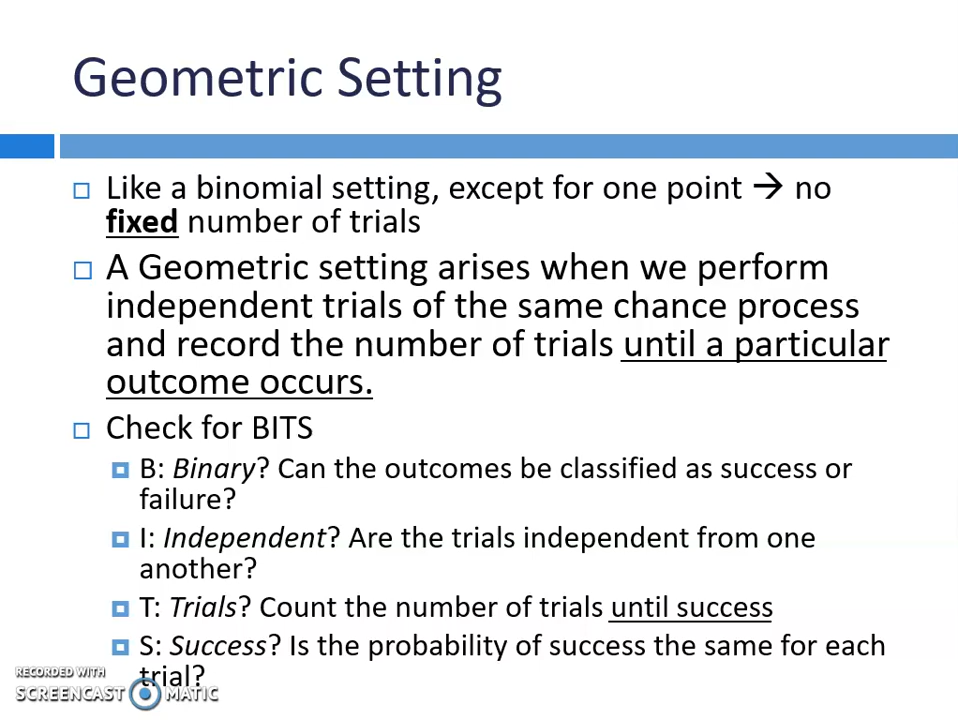 Geometric Setting
Like a binomial setting, except for one point → no
fixed number of trials
A Geometric setting arises when we perform
independent trials of the same chance process
and record the number of trials until a particular
outcome occurs.
Check for BITS
B: Binary? Can the outcomes be classified as success or
failure?
I: Independent? Are the trials independent from one
another?
T: Trials? Count the number of trials until success
S: Success? Is the probability of success the same for each
trial?
RECORDED WITH
SCREENCAST MATIC